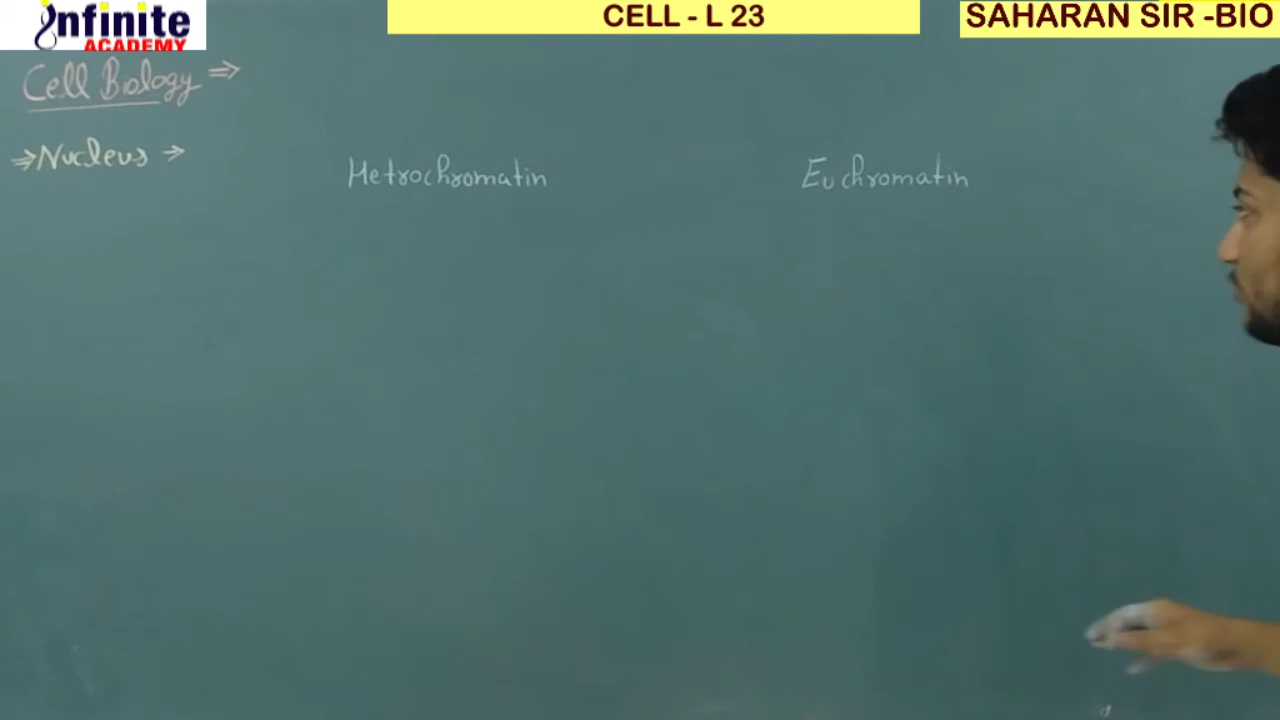 infinite
ACADEMY
CELL - L 23
SAHARAN SIR -BIO
Cell Biology ⇒
⇒ Nucleus →
Hetrochromatin
Euchromatin